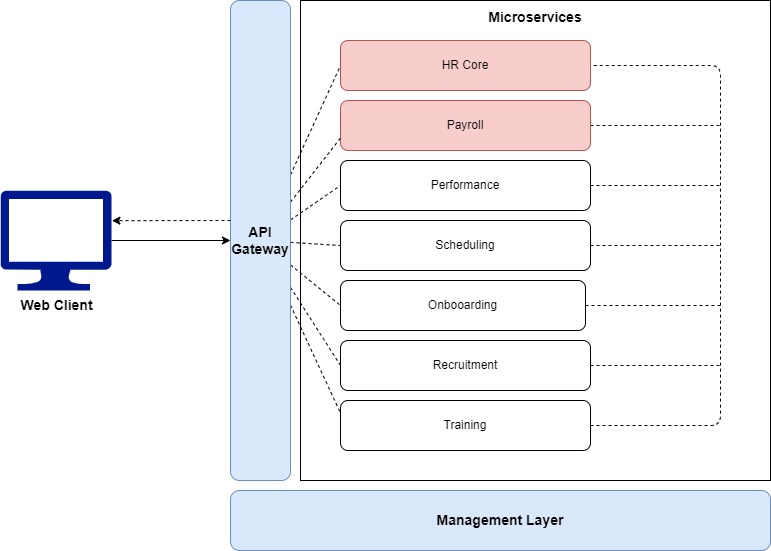 Microservices
HR Core
Payroll
Performance
Scheduling
Onbooarding
Recruitment
Training
API
Gateway
Web Client
Management Layer